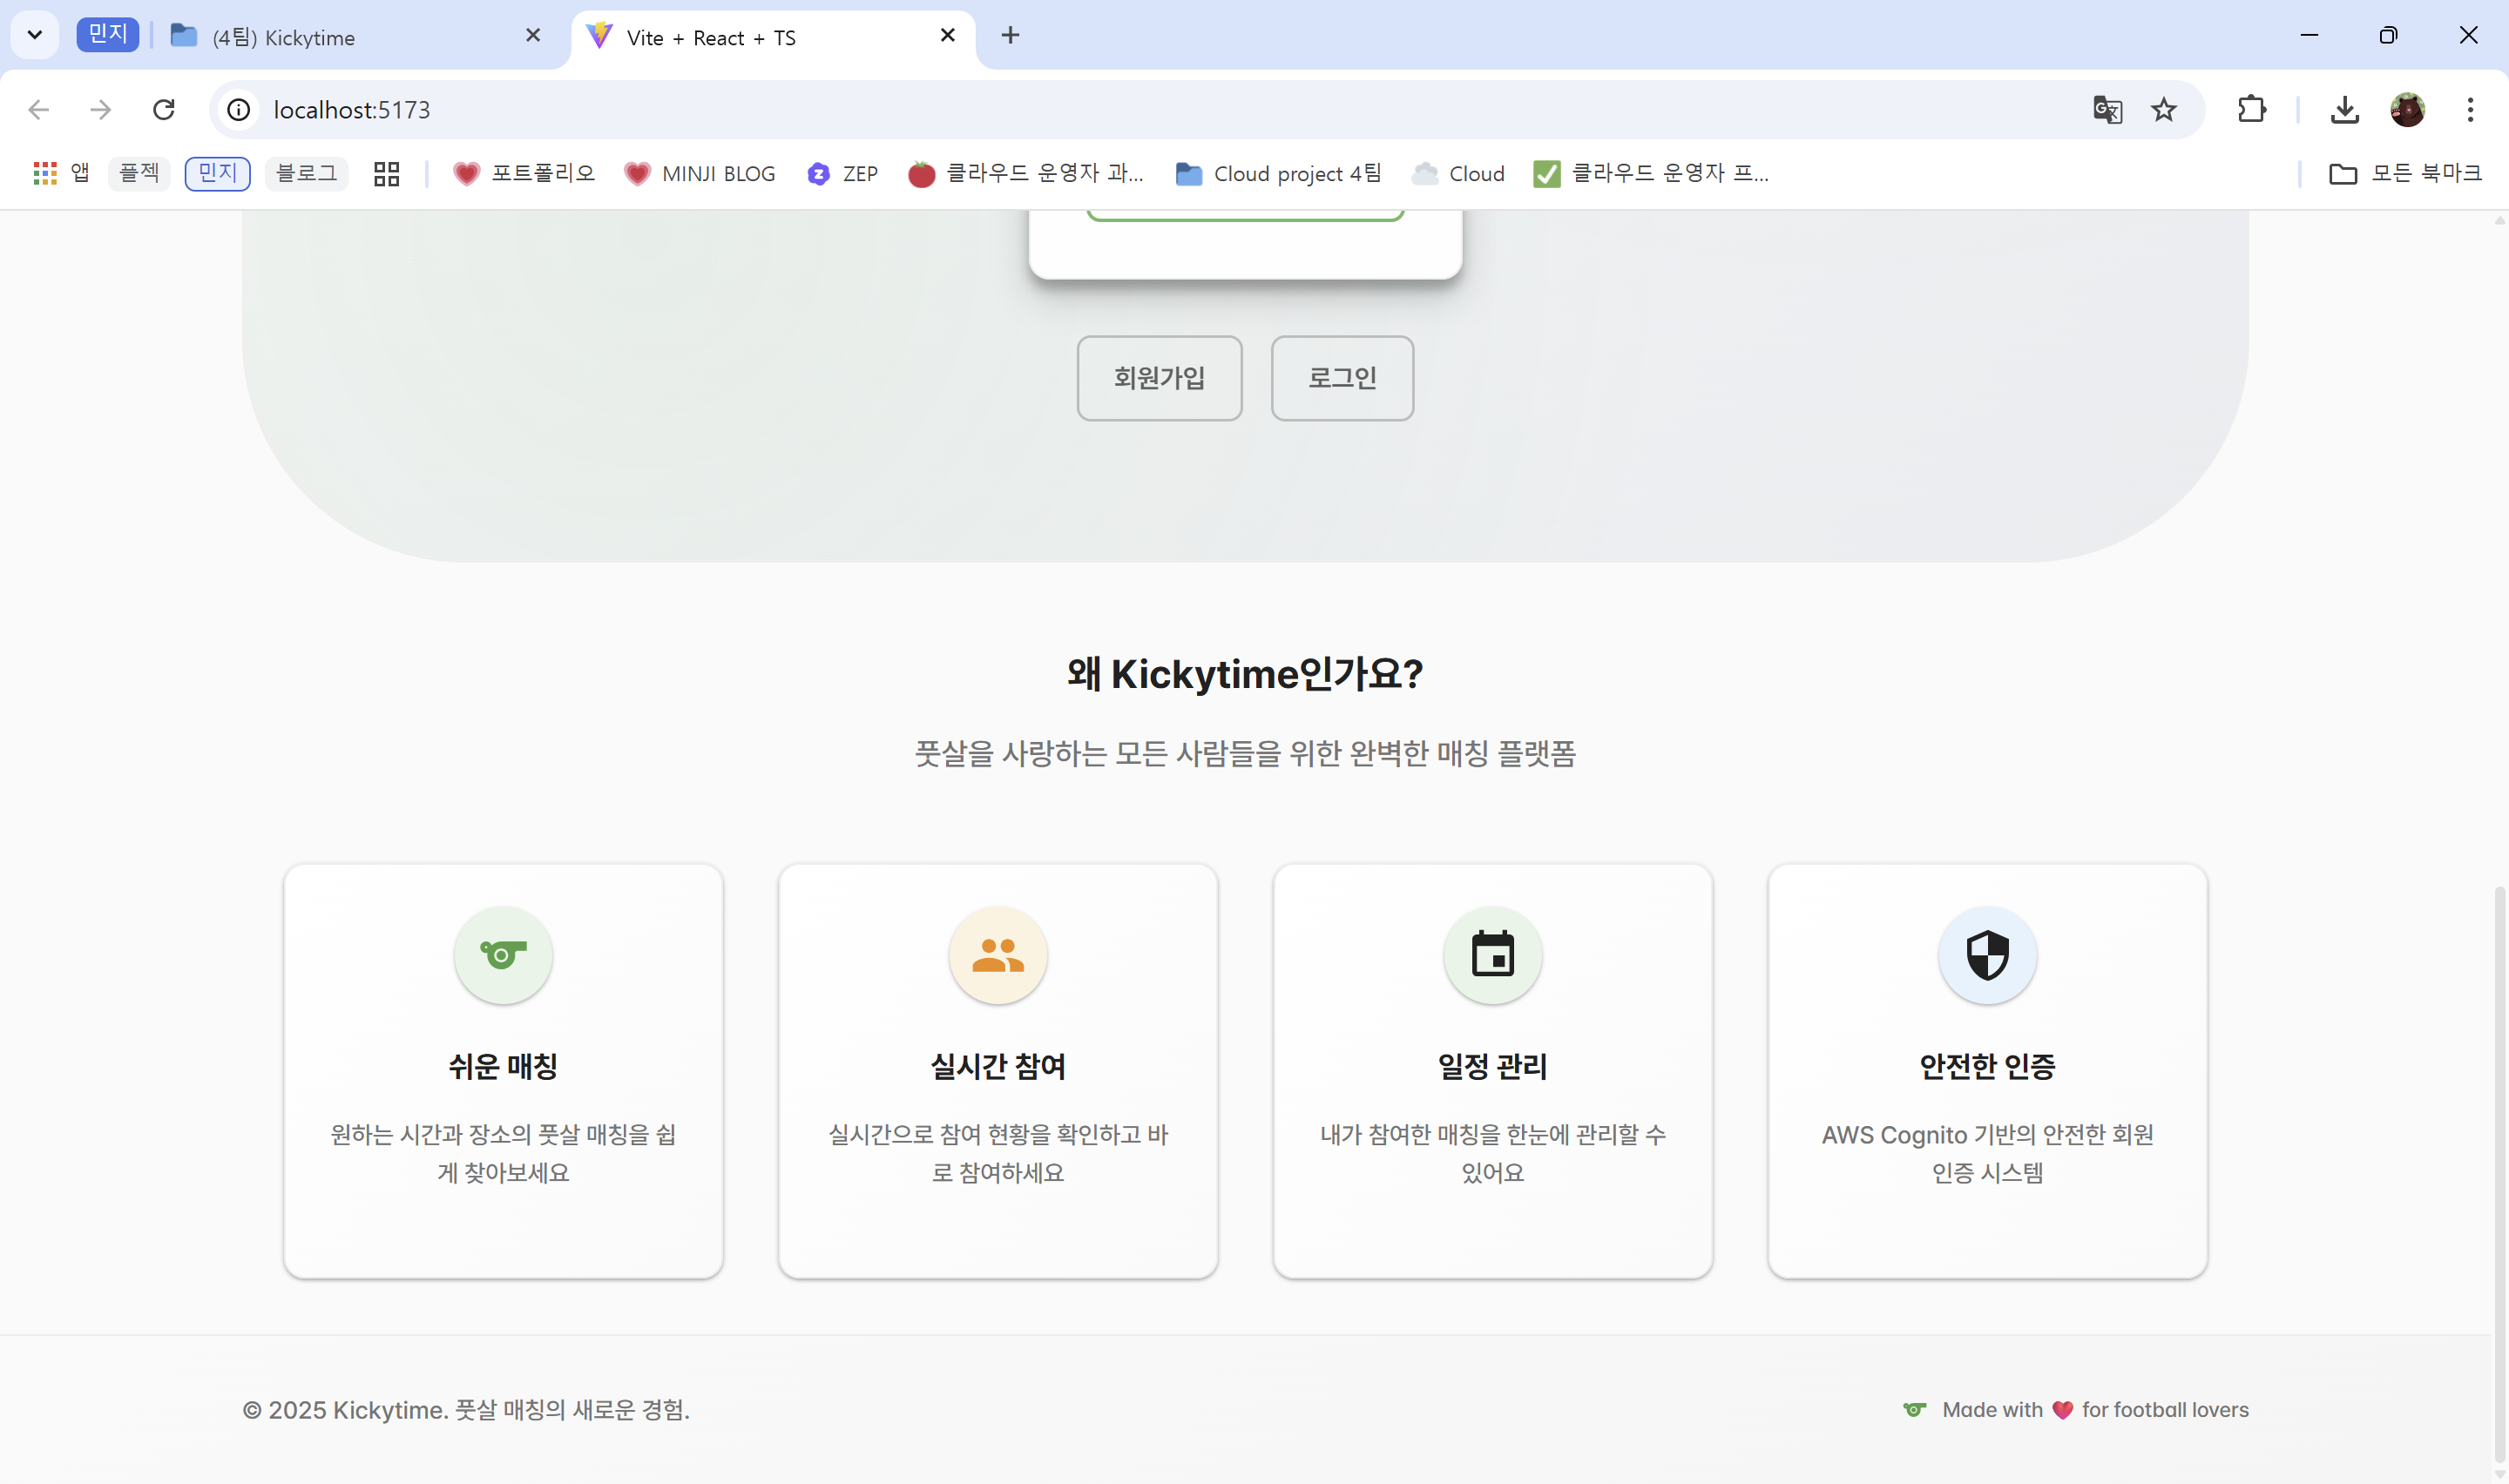 민지
(4팀) Kickytime
Vite + React + TS
localhost:5173
앱
플젝
민지
블로그
포트폴리오
MINJI BLOG
ZEP
클라우드 운영자 과...
Cloud project 4팀
Cloud
클라우드 운영자 프...
모든 북마크
회원가입
로그인
왜 Kickytime인가요?
풋살을 사랑하는 모든 사람들을 위한 완벽한 매칭 플랫폼
쉬운 매칭
원하는 시간과 장소의 풋살 매칭을 쉽
게 찾아보세요
실시간 참여
실시간으로 참여 현황을 확인하고 바
로 참여하세요
일정 관리
내가 참여한 매칭을 한눈에 관리할 수
있어요
안전한 인증
AWS Cognito 기반의 안전한 회원
인증 시스템
© 2025 Kickytime. 풋살 매칭의 새로운 경험.
Made with ❤️ for football lovers